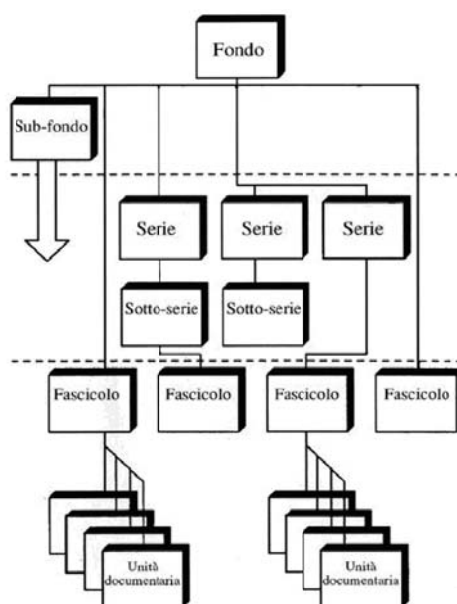 Fondo
Sub-fondo
Serie
Serie
Serie
Sotto-serie
Sotto-serie
Fascicolo
Fascicolo
Fascicolo
Fascicolo
Unità
documentaria
Unità
documentaria